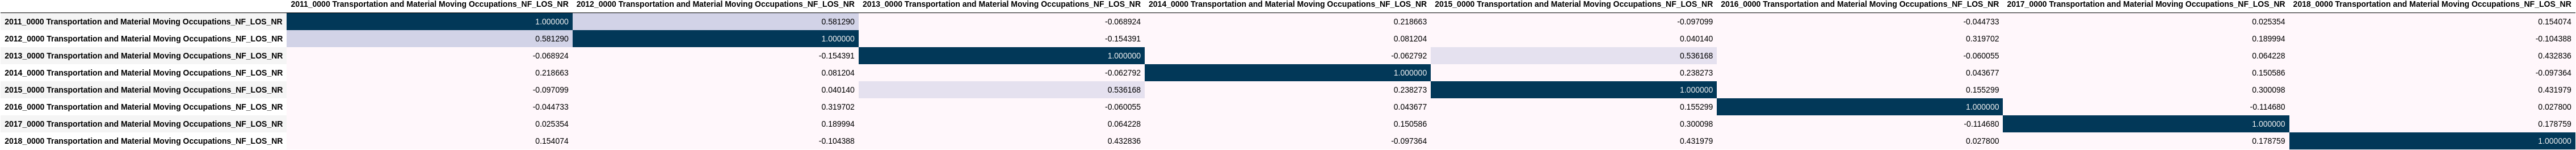 2011_0000 Transportation and Material Moving Occupations_NF_LOS_NR 2012_0000 Transportation and Material Moving Occupations_NF_LOS_NR 2013_0000 Transportation and Material Moving Occupations_NF_LOS_NR 2014_0000 Transportation and Material Moving Occupations_NF_LOS_NR 2015_0000 Transportation and Material Moving Occupations_NF_LOS_NR 2016_0000 Transportation and Material Moving Occupations_NF_LOS_NR 2017_0000 Transportation and Material Moving Occupations_NF_LOS_NR 2018_0000 Transportation and Material Moving Occupations_NF_LOS_NR
2011_0000 Transportation and Material Moving Occupations_NF_LOS_NR 1.000000 0.581290 -0.068924 0.218663 -0.097099 -0.044733 0.025354 0.154074
2012_0000 Transportation and Material Moving Occupations_NF_LOS_NR 0.581290 1.000000 -0.154391 0.081204 0.040140 0.319702 0.189994 -0.104388
2013_0000 Transportation and Material Moving Occupations_NF_LOS_NR -0.068924 -0.154391 1.000000 -0.062792 0.536168 -0.060055 0.064228 0.432836
2014_0000 Transportation and Material Moving Occupations_NF_LOS_NR 0.218663 0.081204 -0.062792 1.000000 0.238273 0.043677 0.150586 -0.097364
2015_0000 Transportation and Material Moving Occupations_NF_LOS_NR -0.097099 0.040140 0.536168 0.238273 1.000000 0.155299 0.300098 0.431979
2016_0000 Transportation and Material Moving Occupations_NF_LOS_NR -0.044733 0.319702 -0.060055 0.043677 0.155299 1.000000 -0.114680 0.027800
2017_0000 Transportation and Material Moving Occupations_NF_LOS_NR 0.025354 0.189994 0.064228 0.150586 0.300098 -0.114680 1.000000 0.178759
2018_0000 Transportation and Material Moving Occupations_NF_LOS_NR 0.154074 -0.104388 0.432836 -0.097364 0.431979 0.027800 0.178759 1.000000